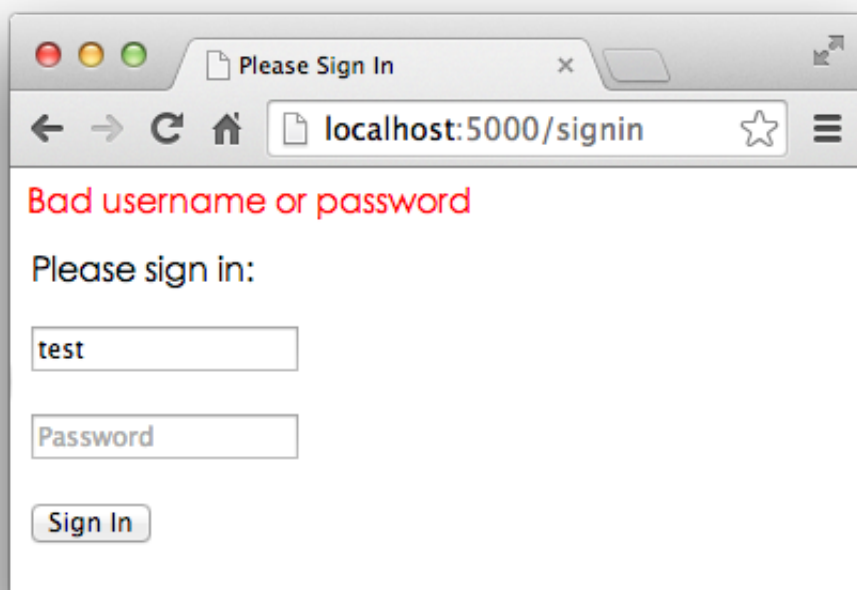 Please Sign In
localhost:5000/signin
Bad username or password
Please sign in:
test
Password
Sign In